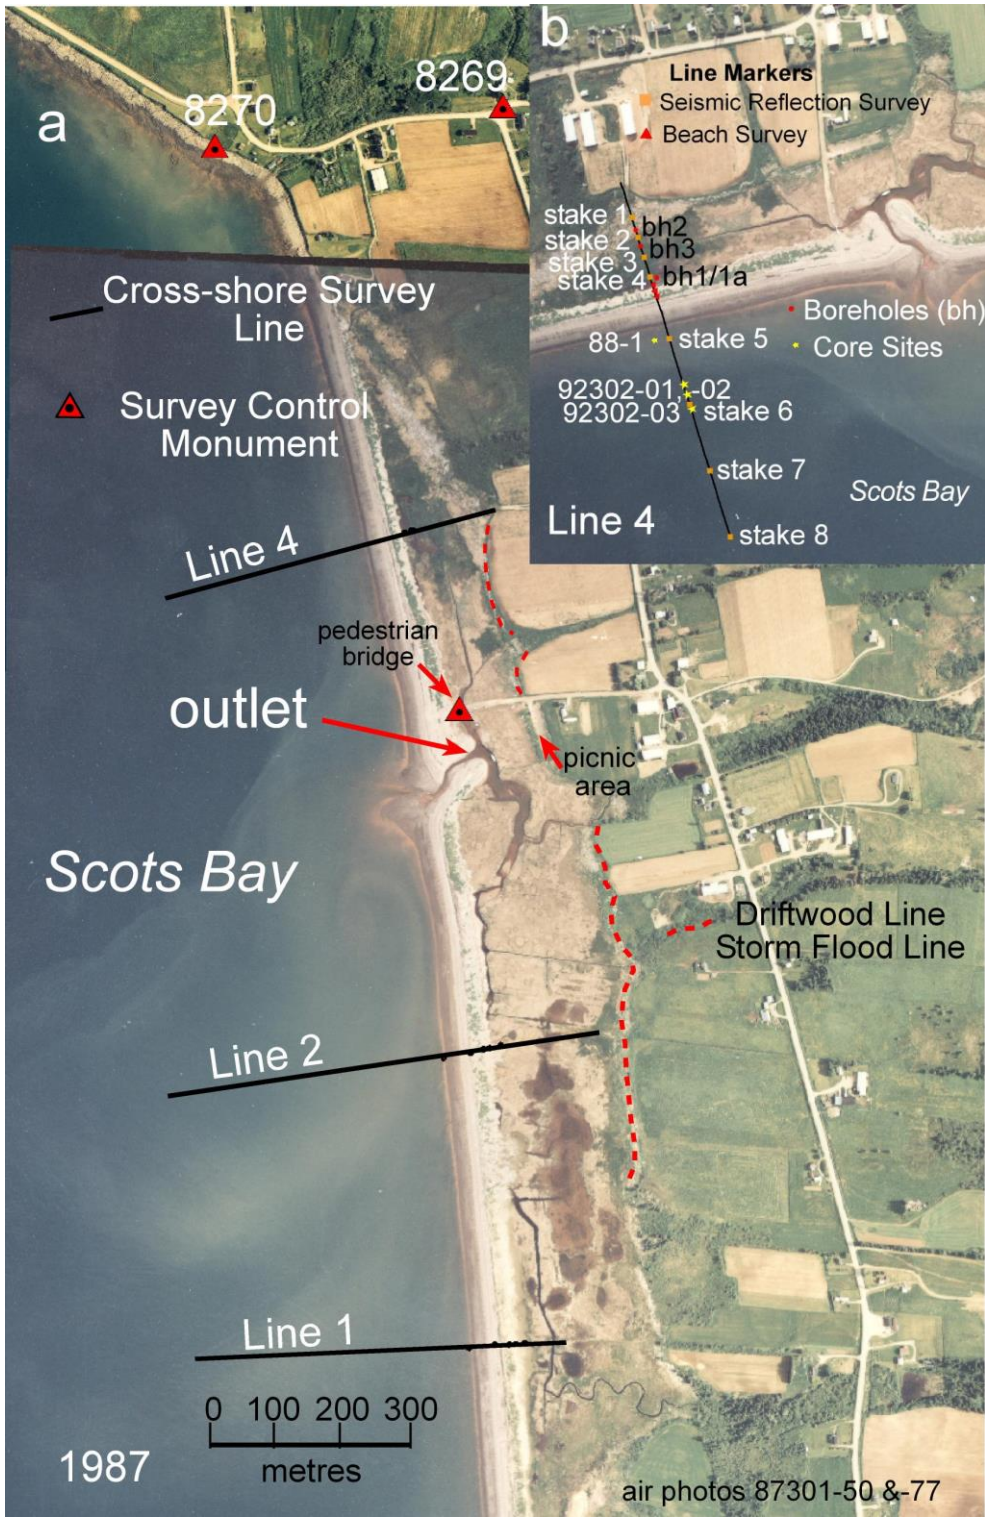 a
8270
8269
Cross-shore Survey
Line
Survey Control
Monument
Line 4
pedestrian
bridge
outlet
picnic
area
Scots Bay
Driftwood Line
Storm Flood Line
Line 2
Line 1
0 100 200 300
metres
1987
air photos 87301-50 &-77
b
Line Markers
Seismic Reflection Survey
Beach Survey
stake 1
bh2
stake 2
bh3
stake 3
bh1/1a
stake 4
Boreholes (bh)
88-1
stake 5
Core Sites
92302-01,-02
92302-03
stake 6
stake 7
Scots Bay
Line 4
stake 8